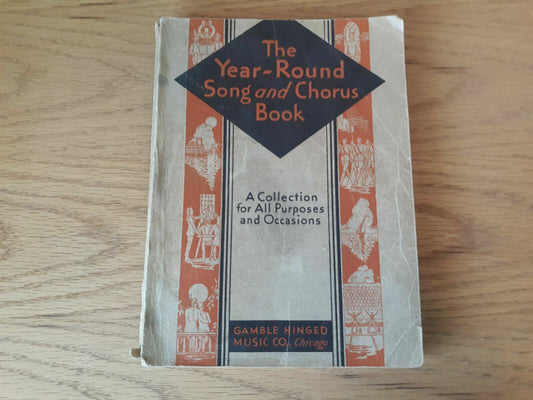 The
Year-Round
Song and Chorus
Book
A Collection
for All Purposes
and Occasions
GAMBLE HINGED
MUSIC CO., Chicago